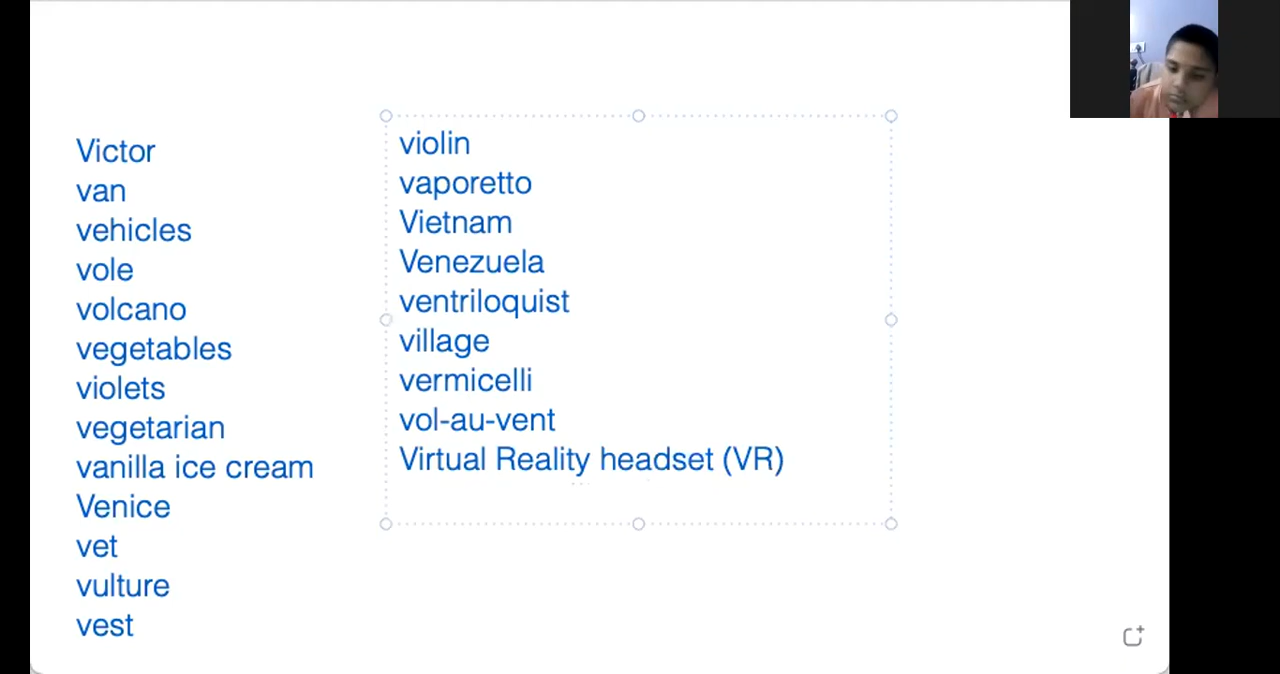 Victor
van
vehicles
vole
volcano
vegetables
violets
vegetarian
vanilla ice cream
Venice
vet
vulture
vest
violin
vaporetto
Vietnam
Venezuela
ventriloquist
village
vermicelli
vol-au-vent
Virtual Reality headset (VR)